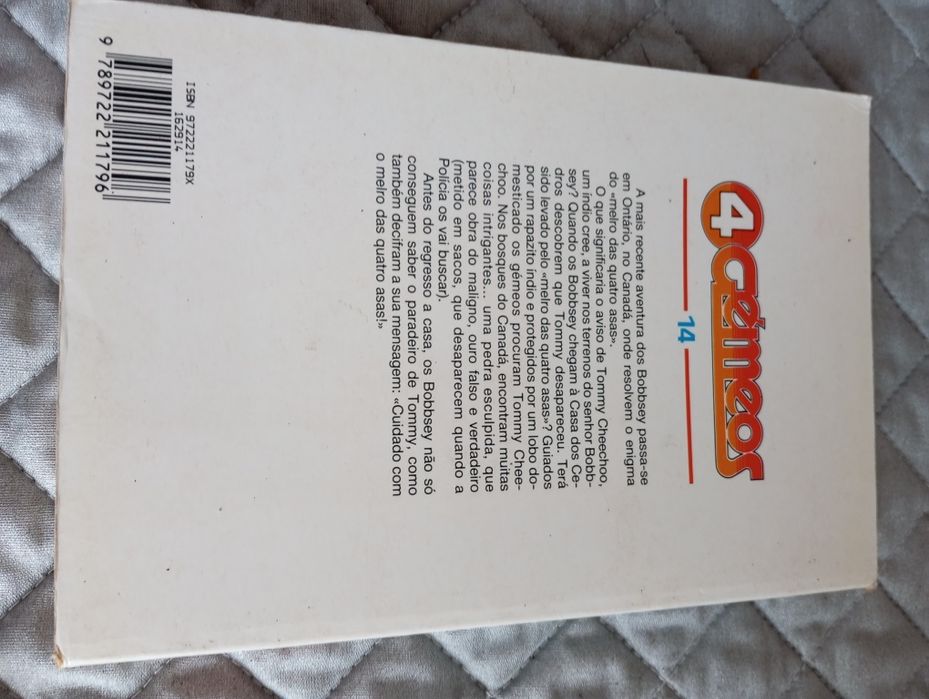 4 Gémeos
14
A mais recente aventura dos Bobbsey passa-se
em Ontário, no Canadá, onde resolvem o enigma
do «melro das quatro asas».
O que significaria o aviso de Tommy Cheechoo,
um índio cree, a viver nos terrenos do senhor Bobb-
sey? Quando os Bobbsey chegam à Casa dos Ce-
dros descobrem que Tommy desapareceu. Terá
sido levado pelo «melro das quatro asas»? Guiados
por um rapazito índio e protegidos por um lobo do-
mesticado os gémeos procuram Tommy Chee-
choo. Nos bosques do Canadá, encontram muitas
coisas intrigantes... uma pedra esculpida, que
parece obra do maligno, ouro falso e verdadeiro
(metido em sacos, que desaparecem quando a
Polícia os vai buscar).
Antes do regresso a casa, os Bobbsey não só
conseguem saber o paradeiro de Tommy, como
também decifram a sua mensagem: «Cuidado com
o melro das quatro asas!»
ISBN 972221179X
162914
9 789722 211796